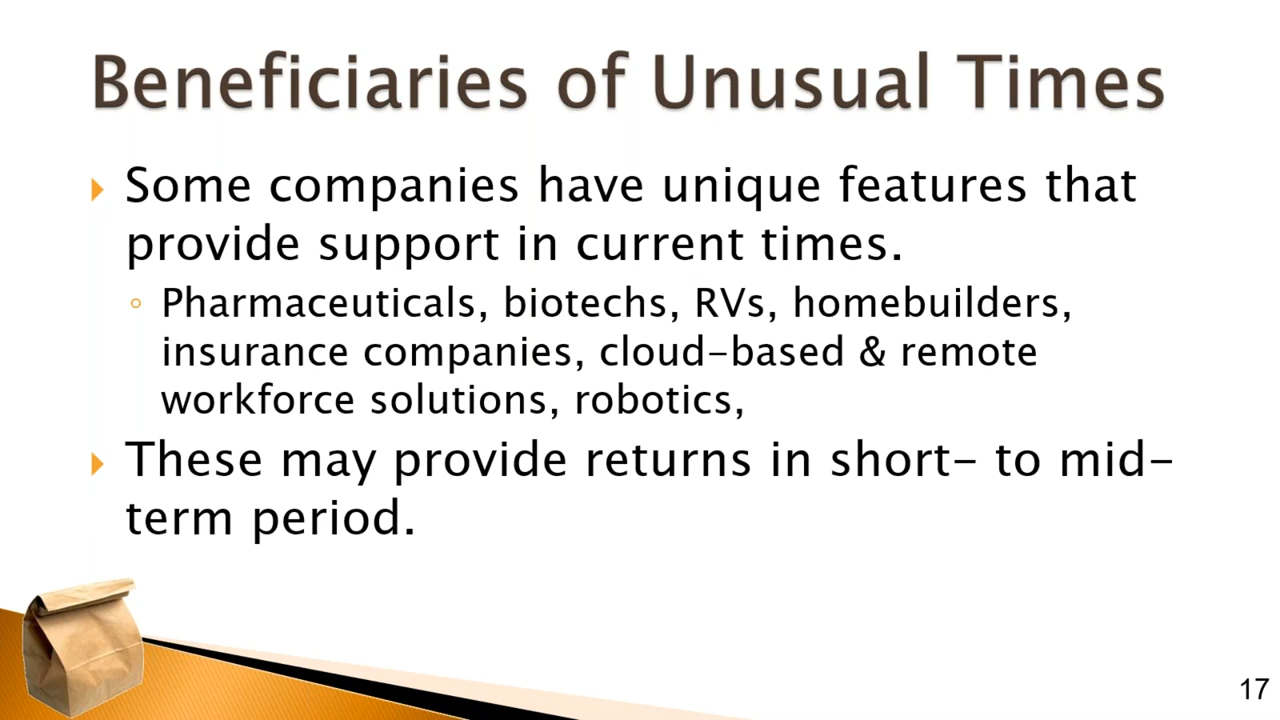 Beneficiaries of Unusual Times
Some companies have unique features that
provide support in current times.
Pharmaceuticals, biotechs, RVs, homebuilders,
insurance companies, cloud-based & remote
workforce solutions, robotics,
These may provide returns in short- to mid-
term period.
17